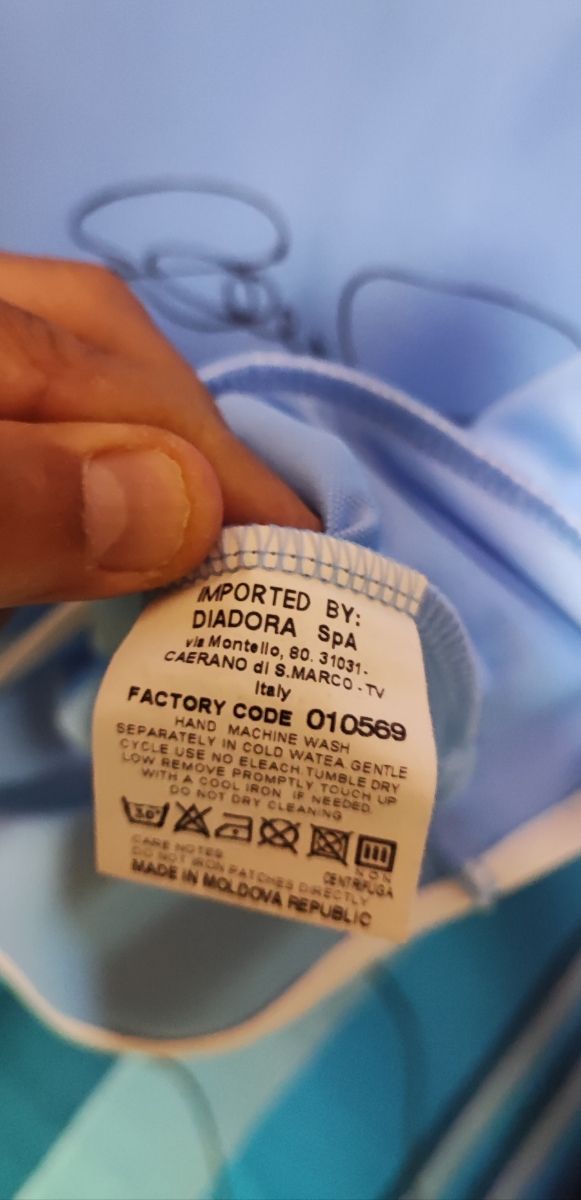 IMPORTED BY:
DIADORA SpA
via Montello, 80. 31031-
CAERANO di S.MARCO - TV
Italy
FACTORY CODE 010569
HAND MACHINE WASH
SEPARATELY IN COLD WATEA GENTLE
CYCLE USE NO ELEACH.TUMBLE DRY
LOW REMOVE PROMPTLY TOUCH UP
WITH A COOL IRON IF NEEDED.
DO NOT DRY CLEANING
30°
NON
CENTRIFUGA
CARE NOTES
DO NOT IRON PATCHES DIRECTLY
MADE IN MOLDOVA REPUBLIC